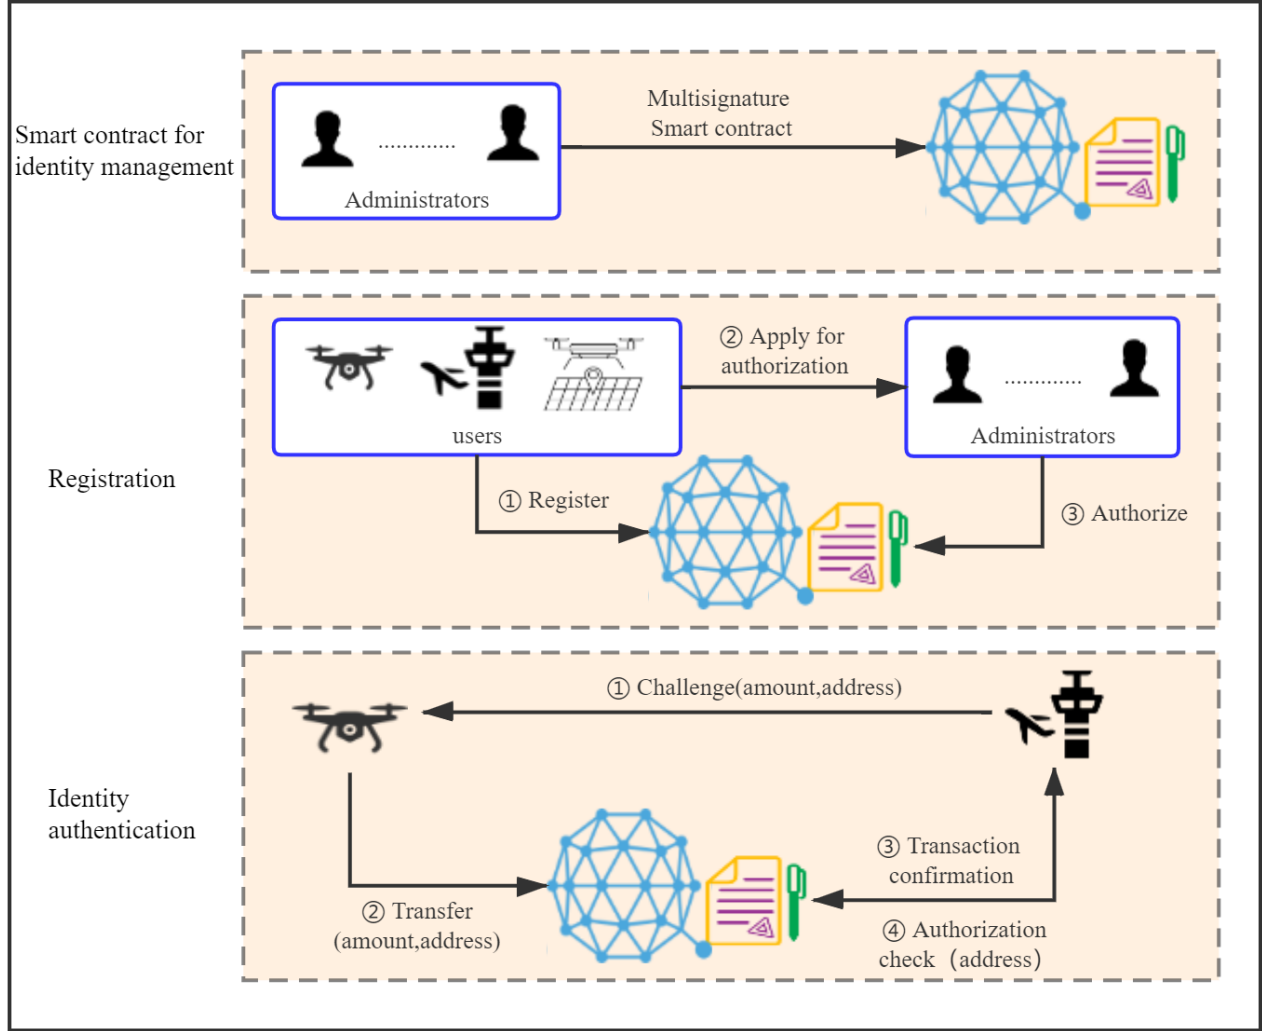 Smart contract for
identity management
Administrators
Multisignature
Smart contract
Registration
users
② Apply for
authorization
Administrators
① Register
③ Authorize
Identity
authentication
① Challenge(amount,address)
② Transfer
(amount,address)
③ Transaction
confirmation
④ Authorization
check（address）